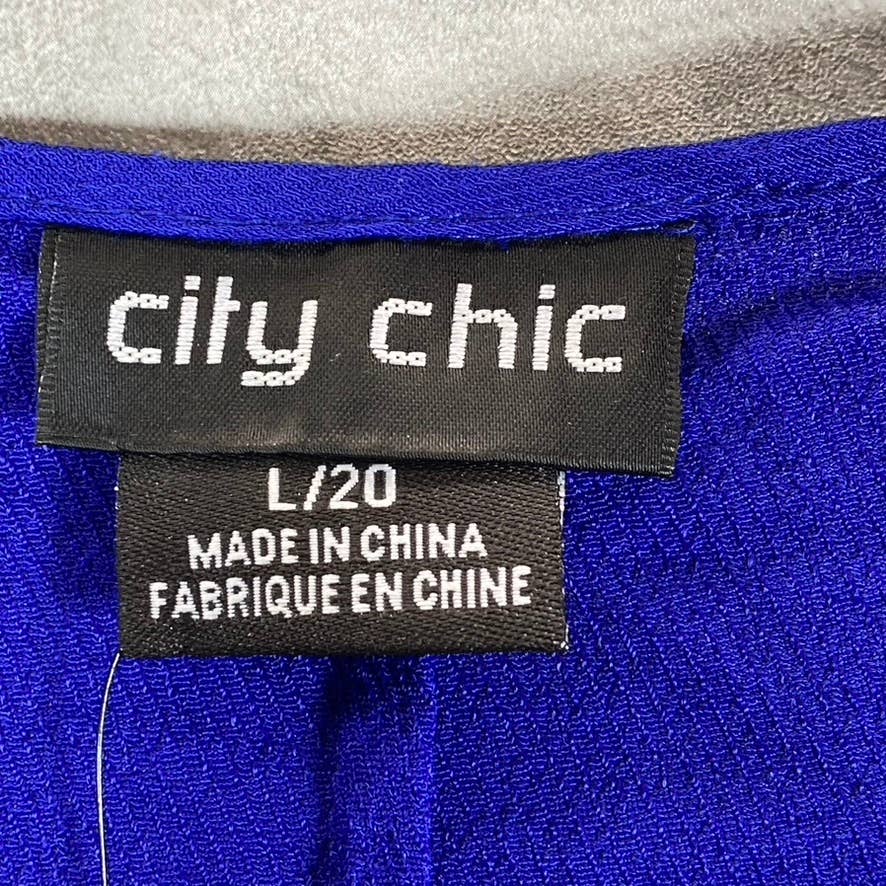 city chic
L/20
MADE IN CHINA
FABRIQUE EN CHINE